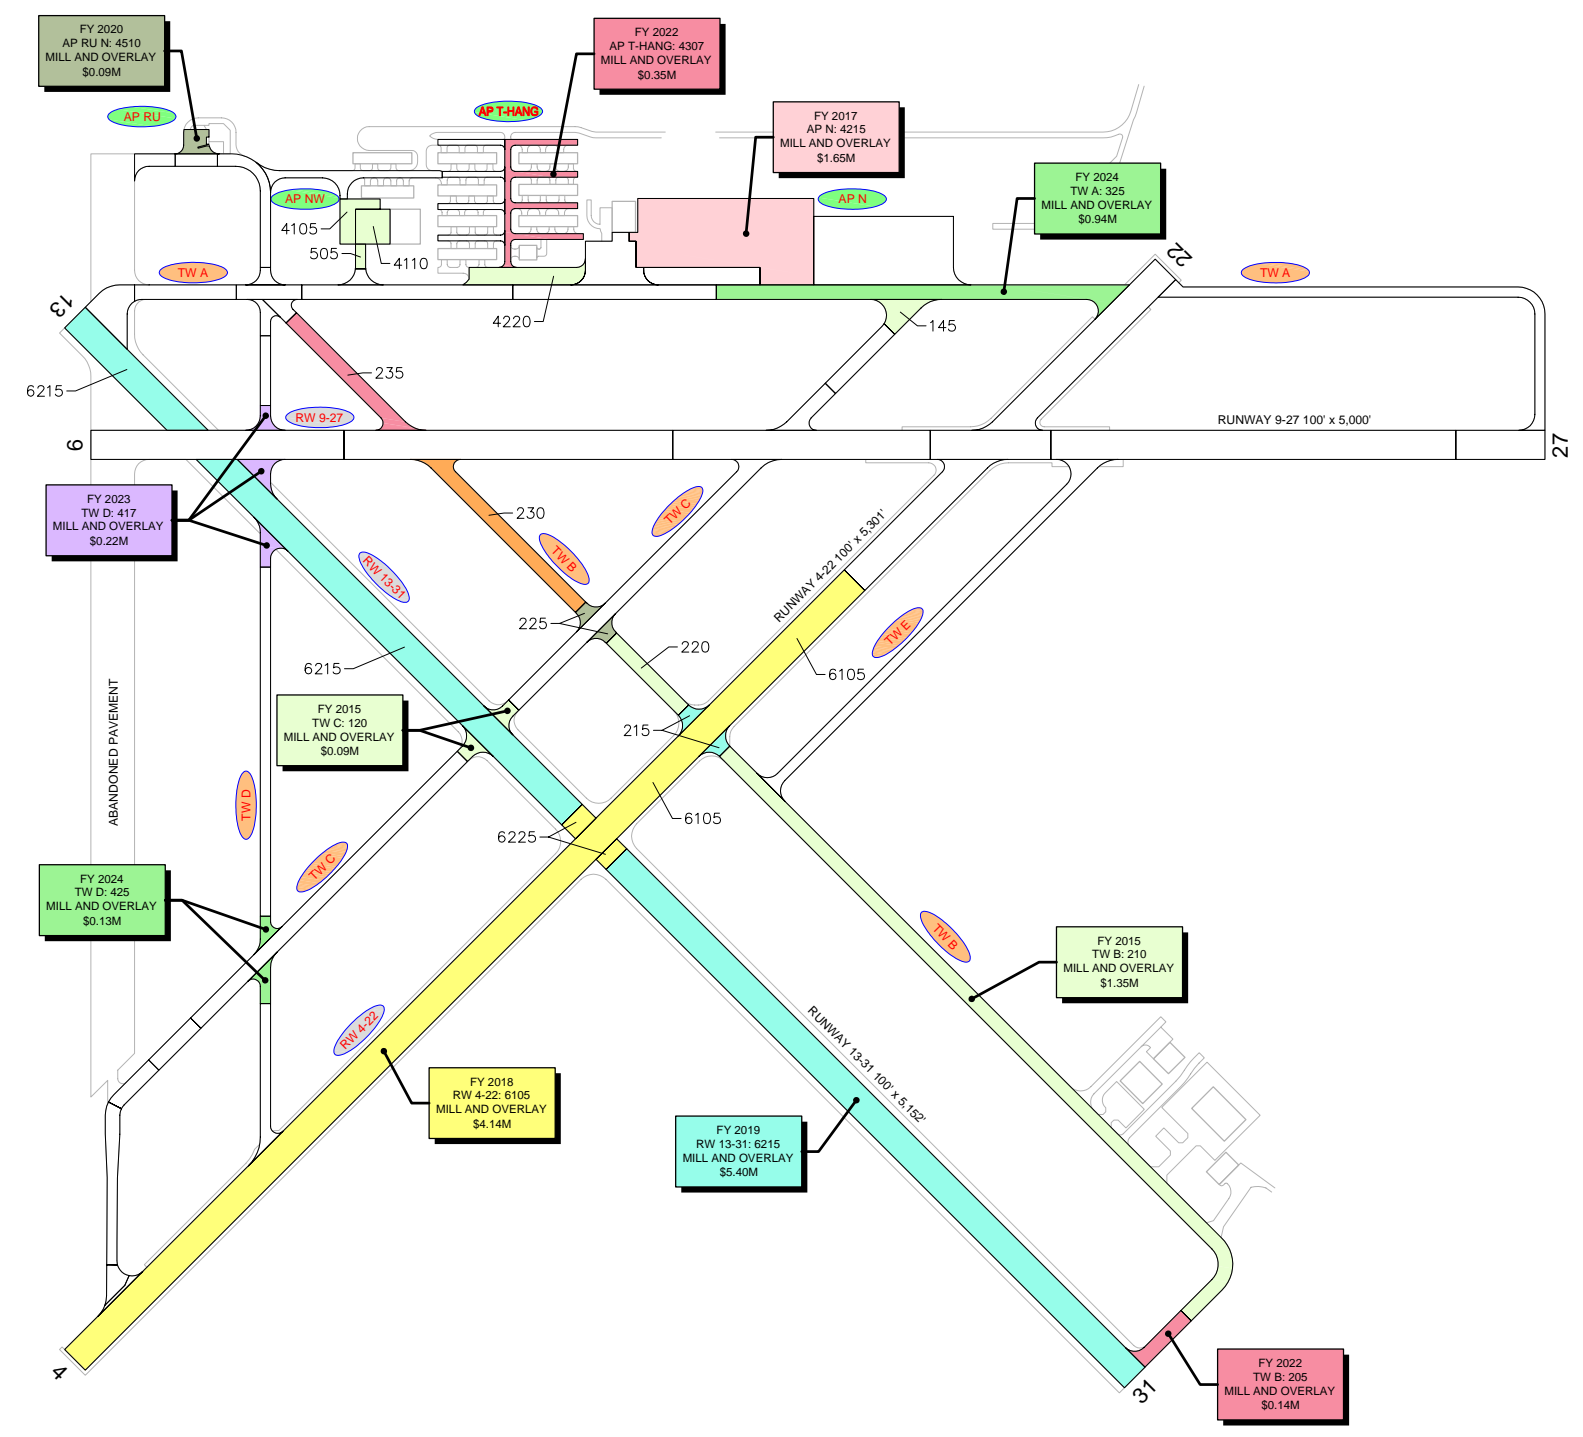 FY 2020
AP RU N: 4510
MILL AND OVERLAY
$0.09M
FY 2022
AP T-HANG: 4307
MILL AND OVERLAY
$0.35M
AP RU
AP T-HANG
FY 2017
AP N: 4215
MILL AND OVERLAY
$1.65M
FY 2024
TW A: 325
MILL AND OVERLAY
$0.94M
AP NW
AP N
4105
505
4110
TW A
22
TW A
13
4220
145
6215
235
RW 9-27
RUNWAY 9-27 100' x 5,000'
9
27
FY 2023
TW D: 417
MILL AND OVERLAY
$0.22M
230
TW C
TW B
RW 13-31
RUNWAY 4-22 100' x 5,301'
225
220
TW E
6215
6105
ABANDONED PAVEMENT
FY 2015
TW C: 120
MILL AND OVERLAY
$0.09M
215
TW D
6105
6225
TW C
FY 2024
TW D: 425
MILL AND OVERLAY
$0.13M
TW B
FY 2015
TW B: 210
MILL AND OVERLAY
$1.35M
RW 4-22
RUNWAY 13-31 100' x 5,152'
FY 2018
RW 4-22: 6105
MILL AND OVERLAY
$4.14M
FY 2019
RW 13-31: 6215
MILL AND OVERLAY
$5.40M
4
31
FY 2022
TW B: 205
MILL AND OVERLAY
$0.14M